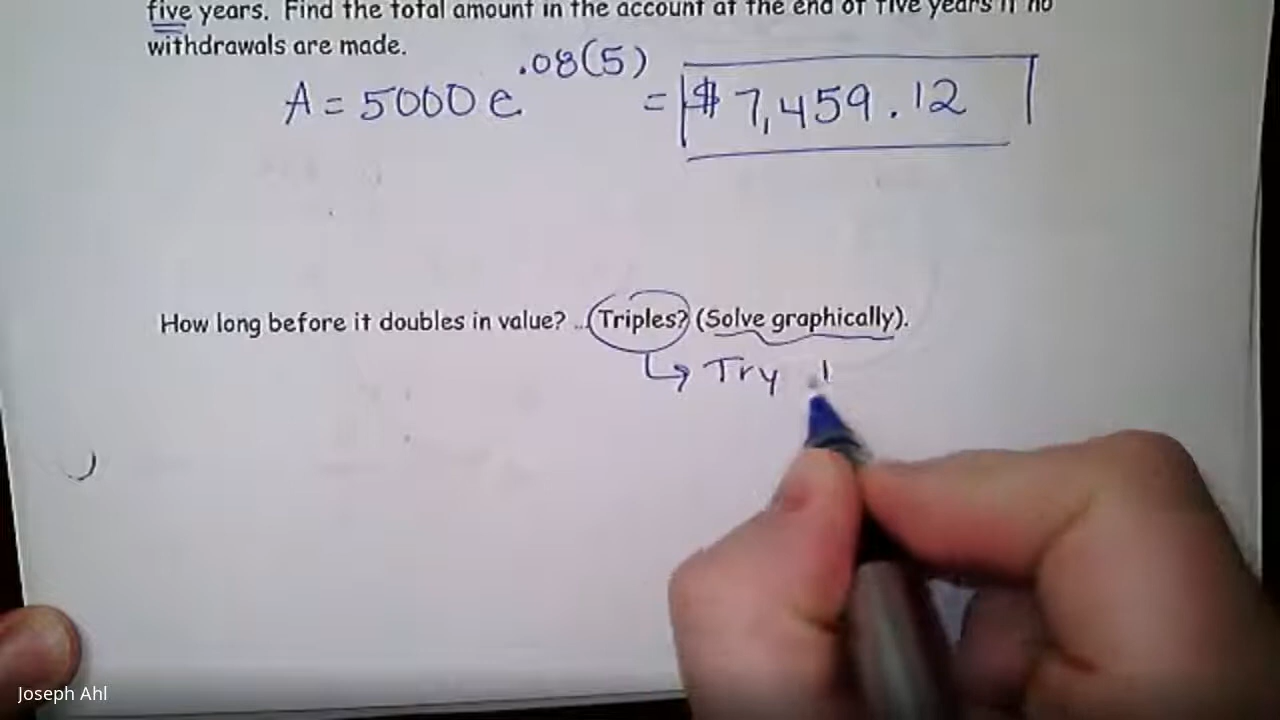 five years. Find the total amount in the account at the end of five years if no
withdrawals are made.
A = 5000 e^.08(5) = $ 7,459.12
How long before it doubles in value? ... Triples? (Solve graphically).
↳ Try
Joseph Ahl